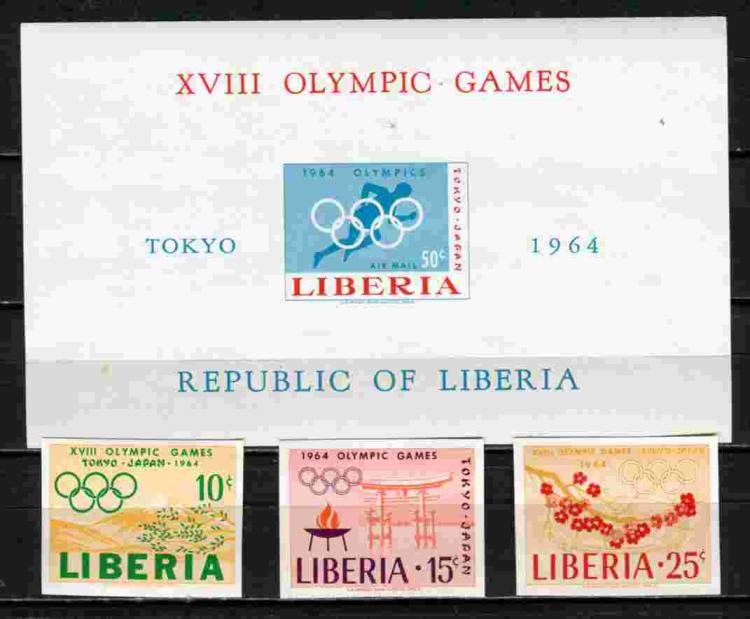 XVIII OLYMPIC GAMES
1964 OLYMPICS
TOKYO-JAPAN
TOKYO
1964
AIR MAIL 50¢
LIBERIA
REPUBLIC OF LIBERIA
XVIII OLYMPIC GAMES
TOKYO-JAPAN-1964
10¢
LIBERIA
1964 OLYMPIC GAMES
TOKYO-JAPAN
LIBERIA·15¢
XVIII OLYMPIC GAMES TOKYO-JAPAN
1964
LIBERIA·25¢